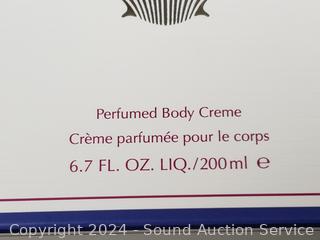 Perfumed Body Creme
Crème parfumée pour le corps
6.7 FL. OZ. LIQ./200ml ℮
Copyright 2024 - Sound Auction Service